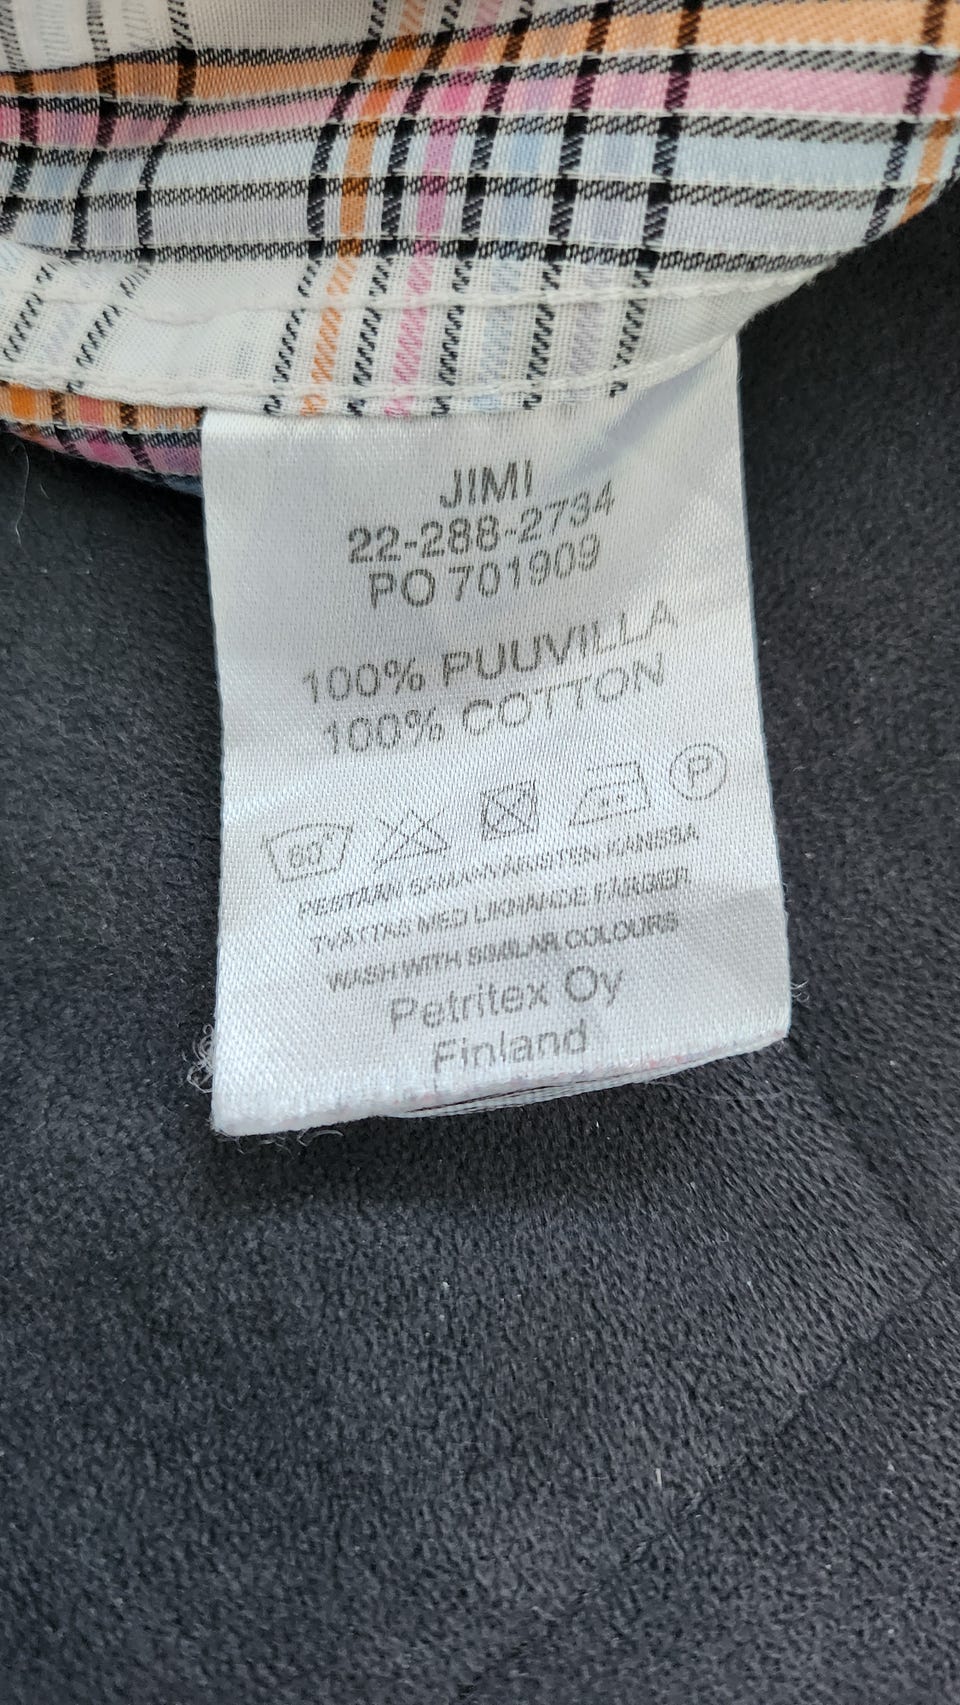 JIMI
22-288-2734
PO 701909
100% PUUVILLA
100% COTTON
60° P
PESTÄVÄ SAMANVÄRISTEN KANSSA
TVÄTTAS MED LIKNANDE FÄRGER
WASH WITH SIMILAR COLOURS
Petritex Oy
Finland